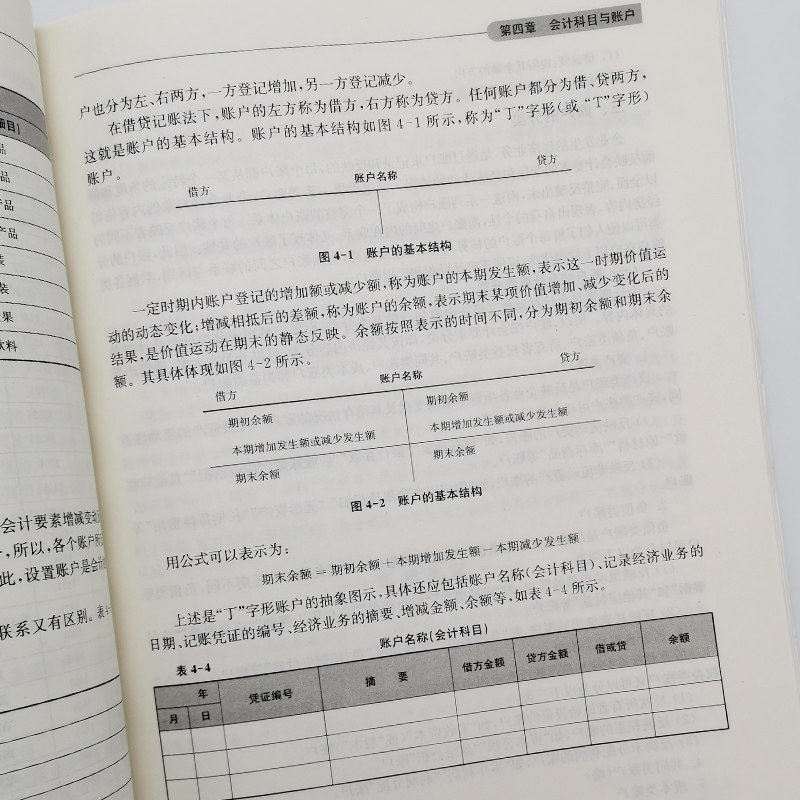 第四章 会计科目与账户
户也分为左、右两方，一方登记增加，另一方登记减少。
在借贷记账法下，账户的左方称为借方，右方称为贷方。任何账户都分为借、贷两方，
这就是账户的基本结构。账户的基本结构如图 4-1 所示，称为“丁”字形(或“T”字形)
账户。
借方 账户名称 贷方
图 4-1 账户的基本结构
一定时期内账户登记的增加额或减少额，称为账户的本期发生额，表示这一时期价值运
动的动态变化；增减相抵后的差额，称为账户的余额，表示期末某项价值增加、减少变化后的
结果，是价值运动在期末的静态反映。余额按照表示的时间不同，分为期初余额和期末余
额。其具体体现如图 4-2 所示。
借方 账户名称 贷方
期初余额 期初余额
本期增加发生额或减少发生额 本期增加发生额或减少发生额
期末余额 期末余额
图 4-2 账户的基本结构
用公式可以表示为：
期末余额＝期初余额＋本期增加发生额－本期减少发生额
上述是“丁”字形账户的抽象图示，具体还应包括账户名称(会计科目)、记录经济业务的
日期、记账凭证的编号、经济业务的摘要、增减金额、余额等，如表 4-4 所示。
表 4-4 账户名称(会计科目)
年 凭证编号 摘 要 借方金额 贷方金额 借或贷 余额
月 日
细目)
品
产品
产品
产品
装
装
果
饮料
会计要素增减变动
，所以，各个账户所
此，设置账户是会计
联系又有区别。表